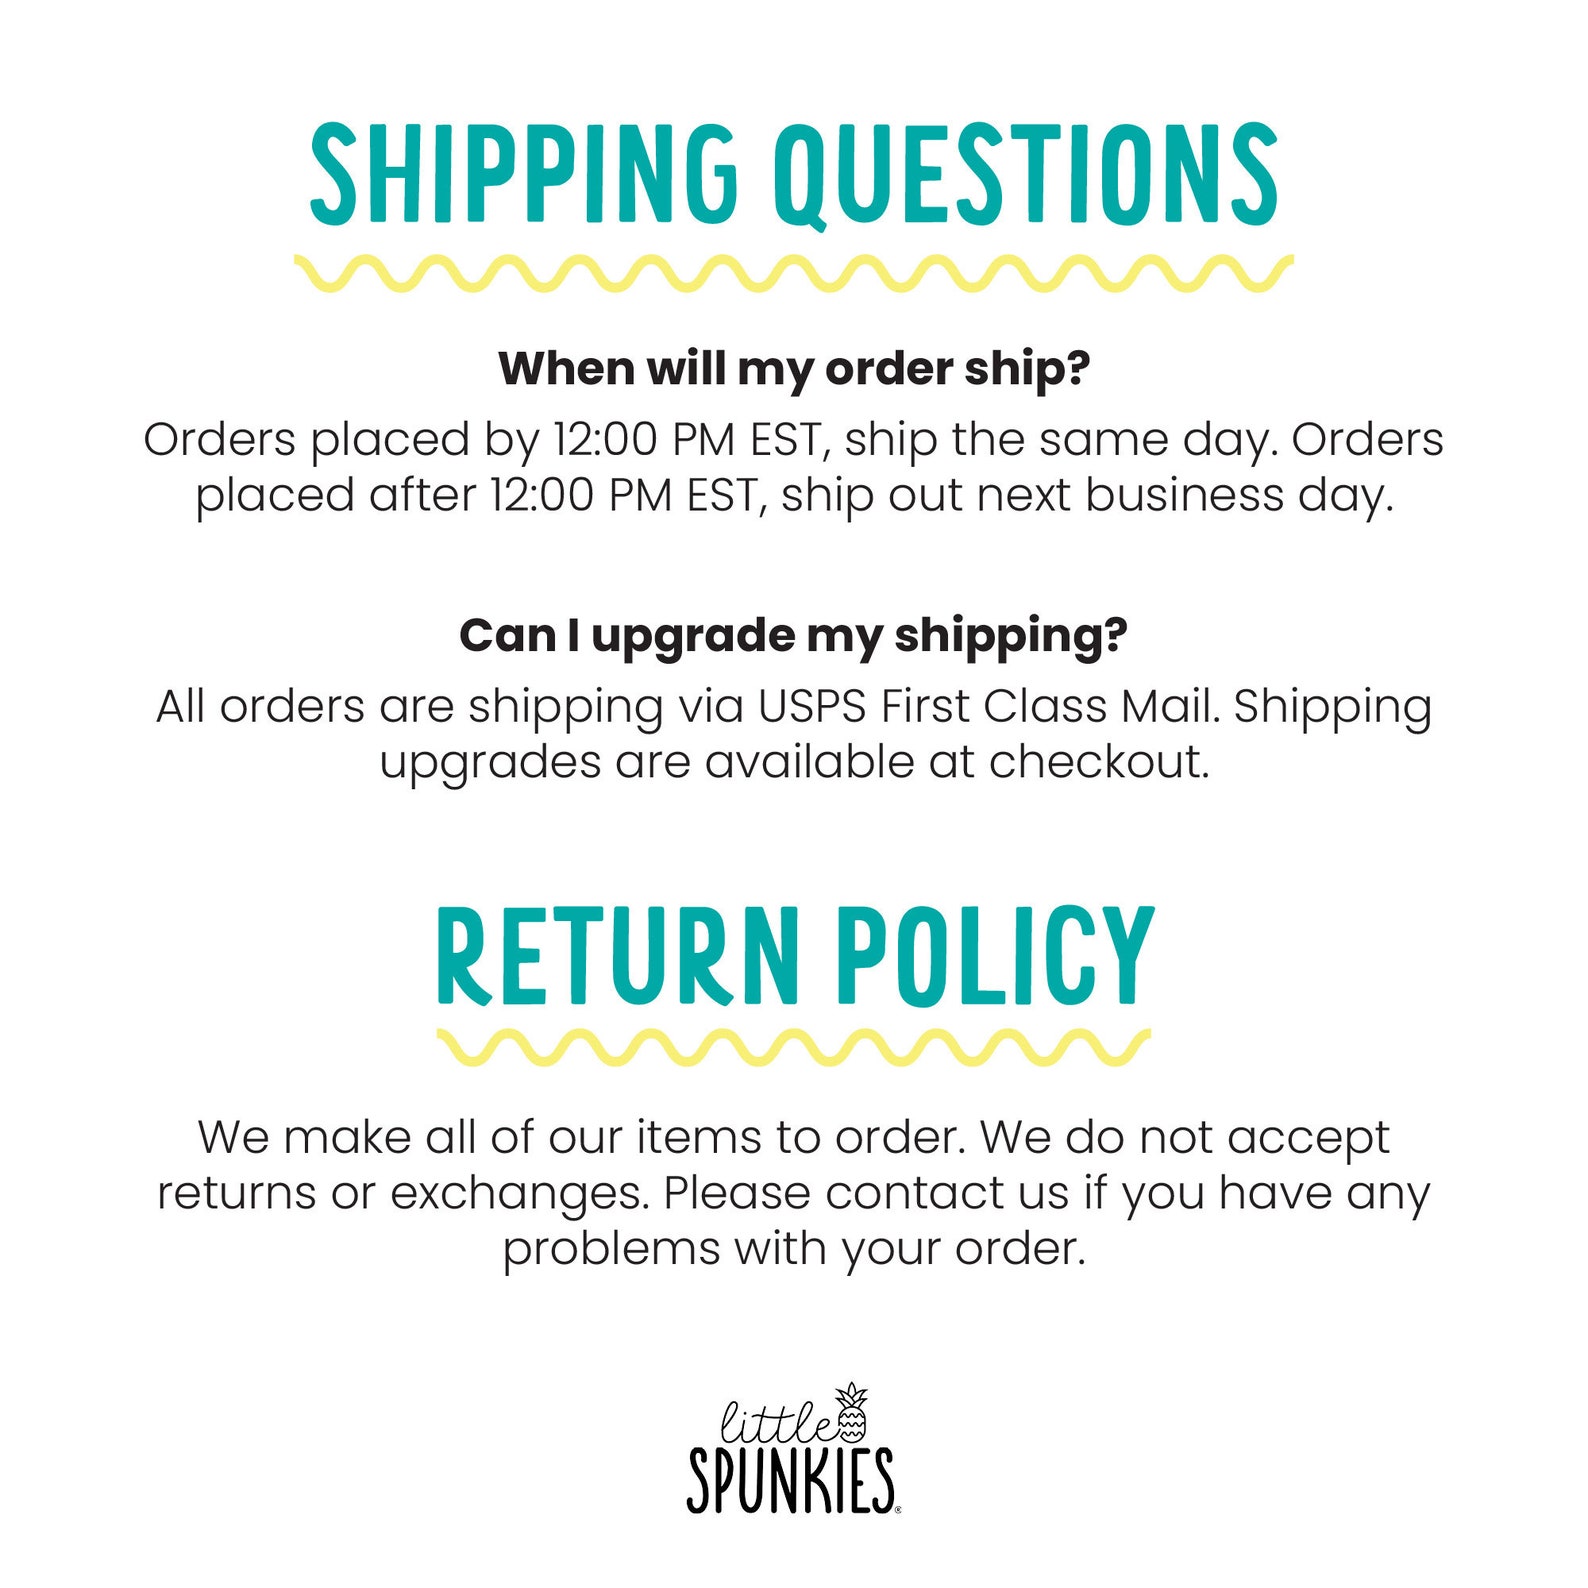 SHIPPING QUESTIONS
When will my order ship?
Orders placed by 12:00 PM EST, ship the same day. Orders
placed after 12:00 PM EST, ship out next business day.
Can I upgrade my shipping?
All orders are shipping via USPS First Class Mail. Shipping
upgrades are available at checkout.
RETURN POLICY
We make all of our items to order. We do not accept
returns or exchanges. Please contact us if you have any
problems with your order.
little
SPUNKIES®